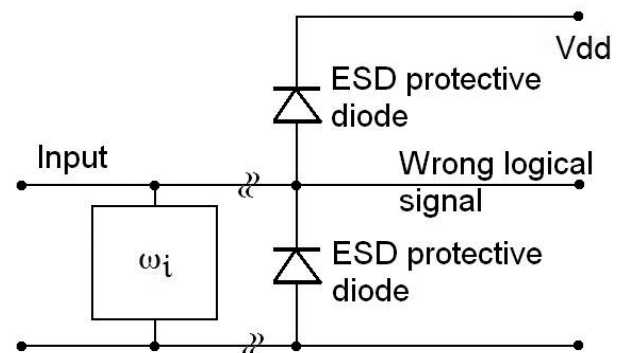 Vdd
ESD protective
diode
Input
Wrong logical
signal
ωi
ESD protective
diode